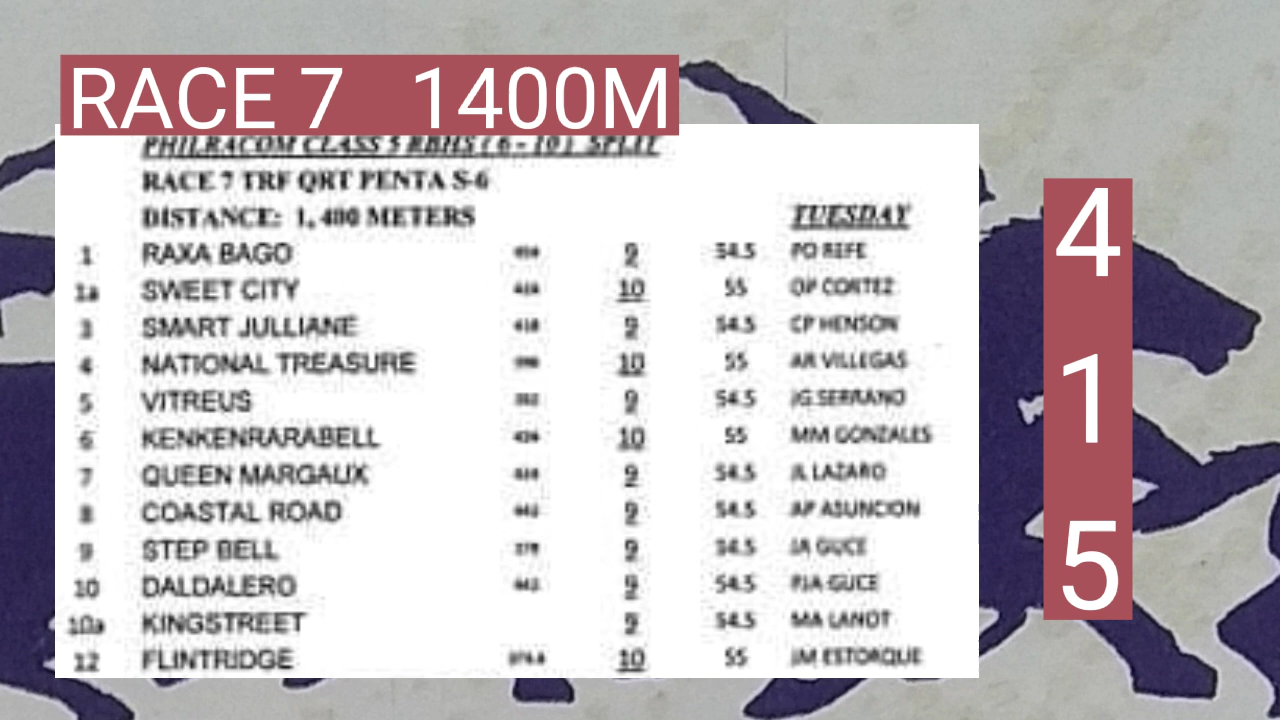 RACE 7 1400M
PHILRACOM CLASS 5 RBHS ( 6 - 10 ) SPLIT
RACE 7 TRF QRT PENTA S-6
DISTANCE: 1, 400 METERS TUESDAY
1 RAXA BAGO 9 54.5 PO REFE
1a SWEET CITY 10 55 OP CORTEZ
3 SMART JULLIANE 9 54.5 CP HENSON
4 NATIONAL TREASURE 10 55 AR VILLEGAS
5 VITREUS 9 54.5 JG SERRANO
6 KENKENRARABELL 10 55 MM GONZALES
7 QUEEN MARGAUX 9 54.5 JL LAZARO
8 COASTAL ROAD 9 54.5 AP ASUNCION
9 STEP BELL 9 54.5 JA GUCE
10 DALDALERO 9 54.5 PJA GUCE
10a KINGSTREET 9 54.5 MA LANOT
12 FLINTRIDGE 10 55 JM ESTORQUE
4
1
5